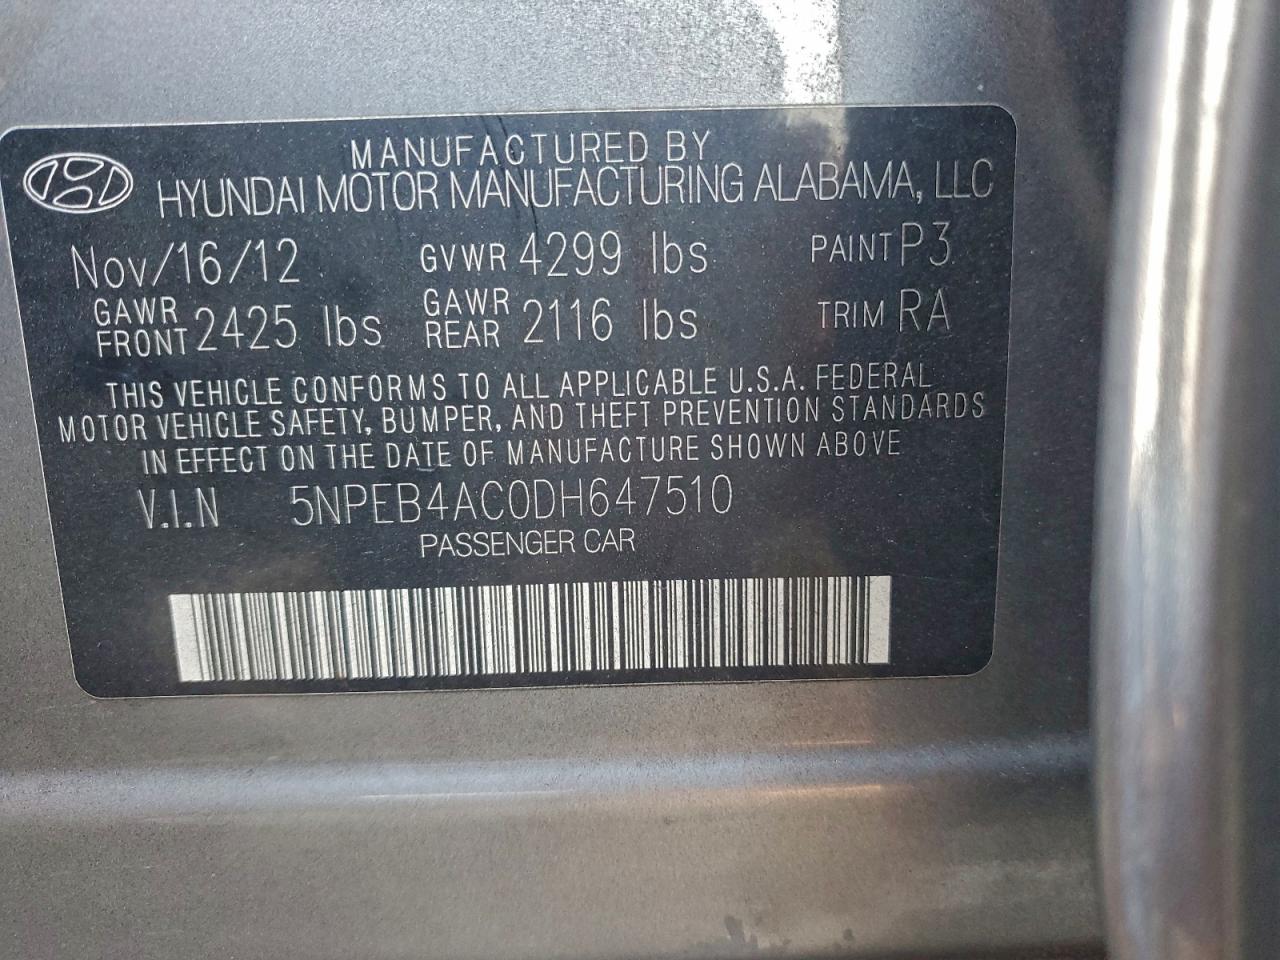 MANUFACTURED BY
HYUNDAI MOTOR MANUFACTURING ALABAMA, LLC
Nov/16/12 GVWR 4299 lbs PAINT P3
GAWR FRONT 2425 lbs GAWR REAR 2116 lbs TRIM RA
THIS VEHICLE CONFORMS TO ALL APPLICABLE U.S.A. FEDERAL
MOTOR VEHICLE SAFETY, BUMPER, AND THEFT PREVENTION STANDARDS
IN EFFECT ON THE DATE OF MANUFACTURE SHOWN ABOVE
V.I.N 5NPEB4AC0DH647510
PASSENGER CAR